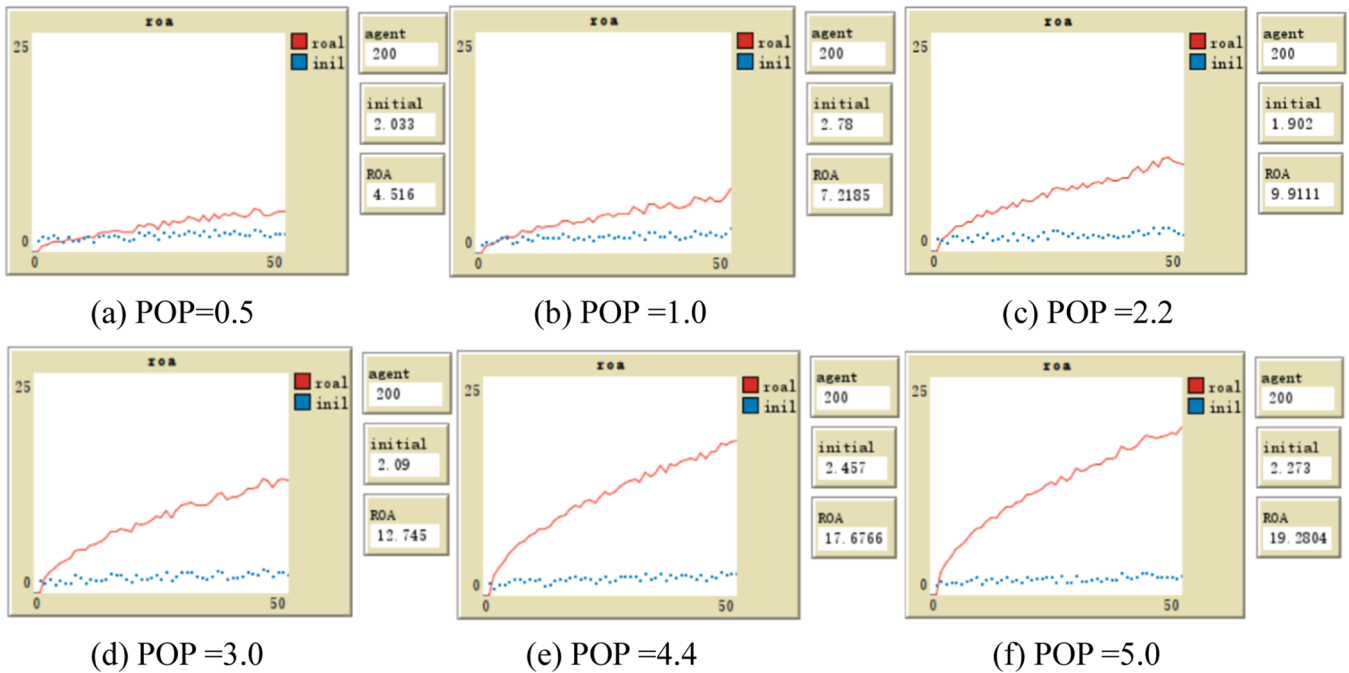 roa
25
0
0 50
roal
inil
agent
200
initial
2.033
ROA
4.516
(a) POP=0.5
roa
25
0
0 50
roal
inil
agent
200
initial
2.78
ROA
7.2185
(b) POP =1.0
roa
25
0
0 50
roal
inil
agent
200
initial
1.902
ROA
9.9111
(c) POP =2.2
roa
25
0
0 50
roal
inil
agent
200
initial
2.09
ROA
12.745
(d) POP =3.0
roa
25
0
0 50
roal
inil
agent
200
initial
2.457
ROA
17.6766
(e) POP =4.4
roa
25
0
0 50
roal
inil
agent
200
initial
2.273
ROA
19.2804
(f) POP =5.0